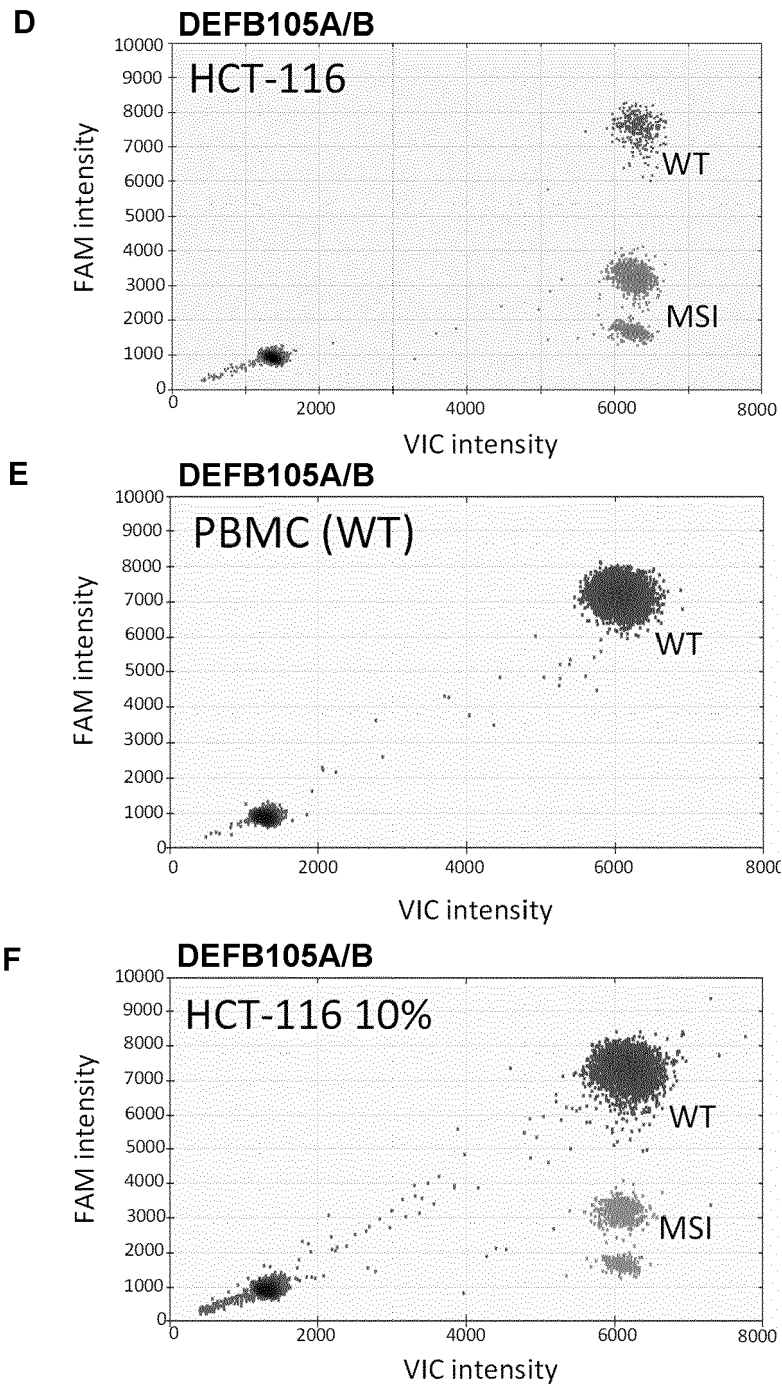 D
DEFB105A/B
HCT-116
FAM intensity
10000
9000
8000
7000
6000
5000
4000
3000
2000
1000
0
WT
MSI
0 2000 4000 6000 8000
VIC intensity
E
DEFB105A/B
PBMC (WT)
FAM intensity
10000
9000
8000
7000
6000
5000
4000
3000
2000
1000
0
WT
0 2000 4000 6000 8000
VIC intensity
F
DEFB105A/B
HCT-116 10%
FAM intensity
10000
9000
8000
7000
6000
5000
4000
3000
2000
1000
0
WT
MSI
0 2000 4000 6000 8000
VIC intensity